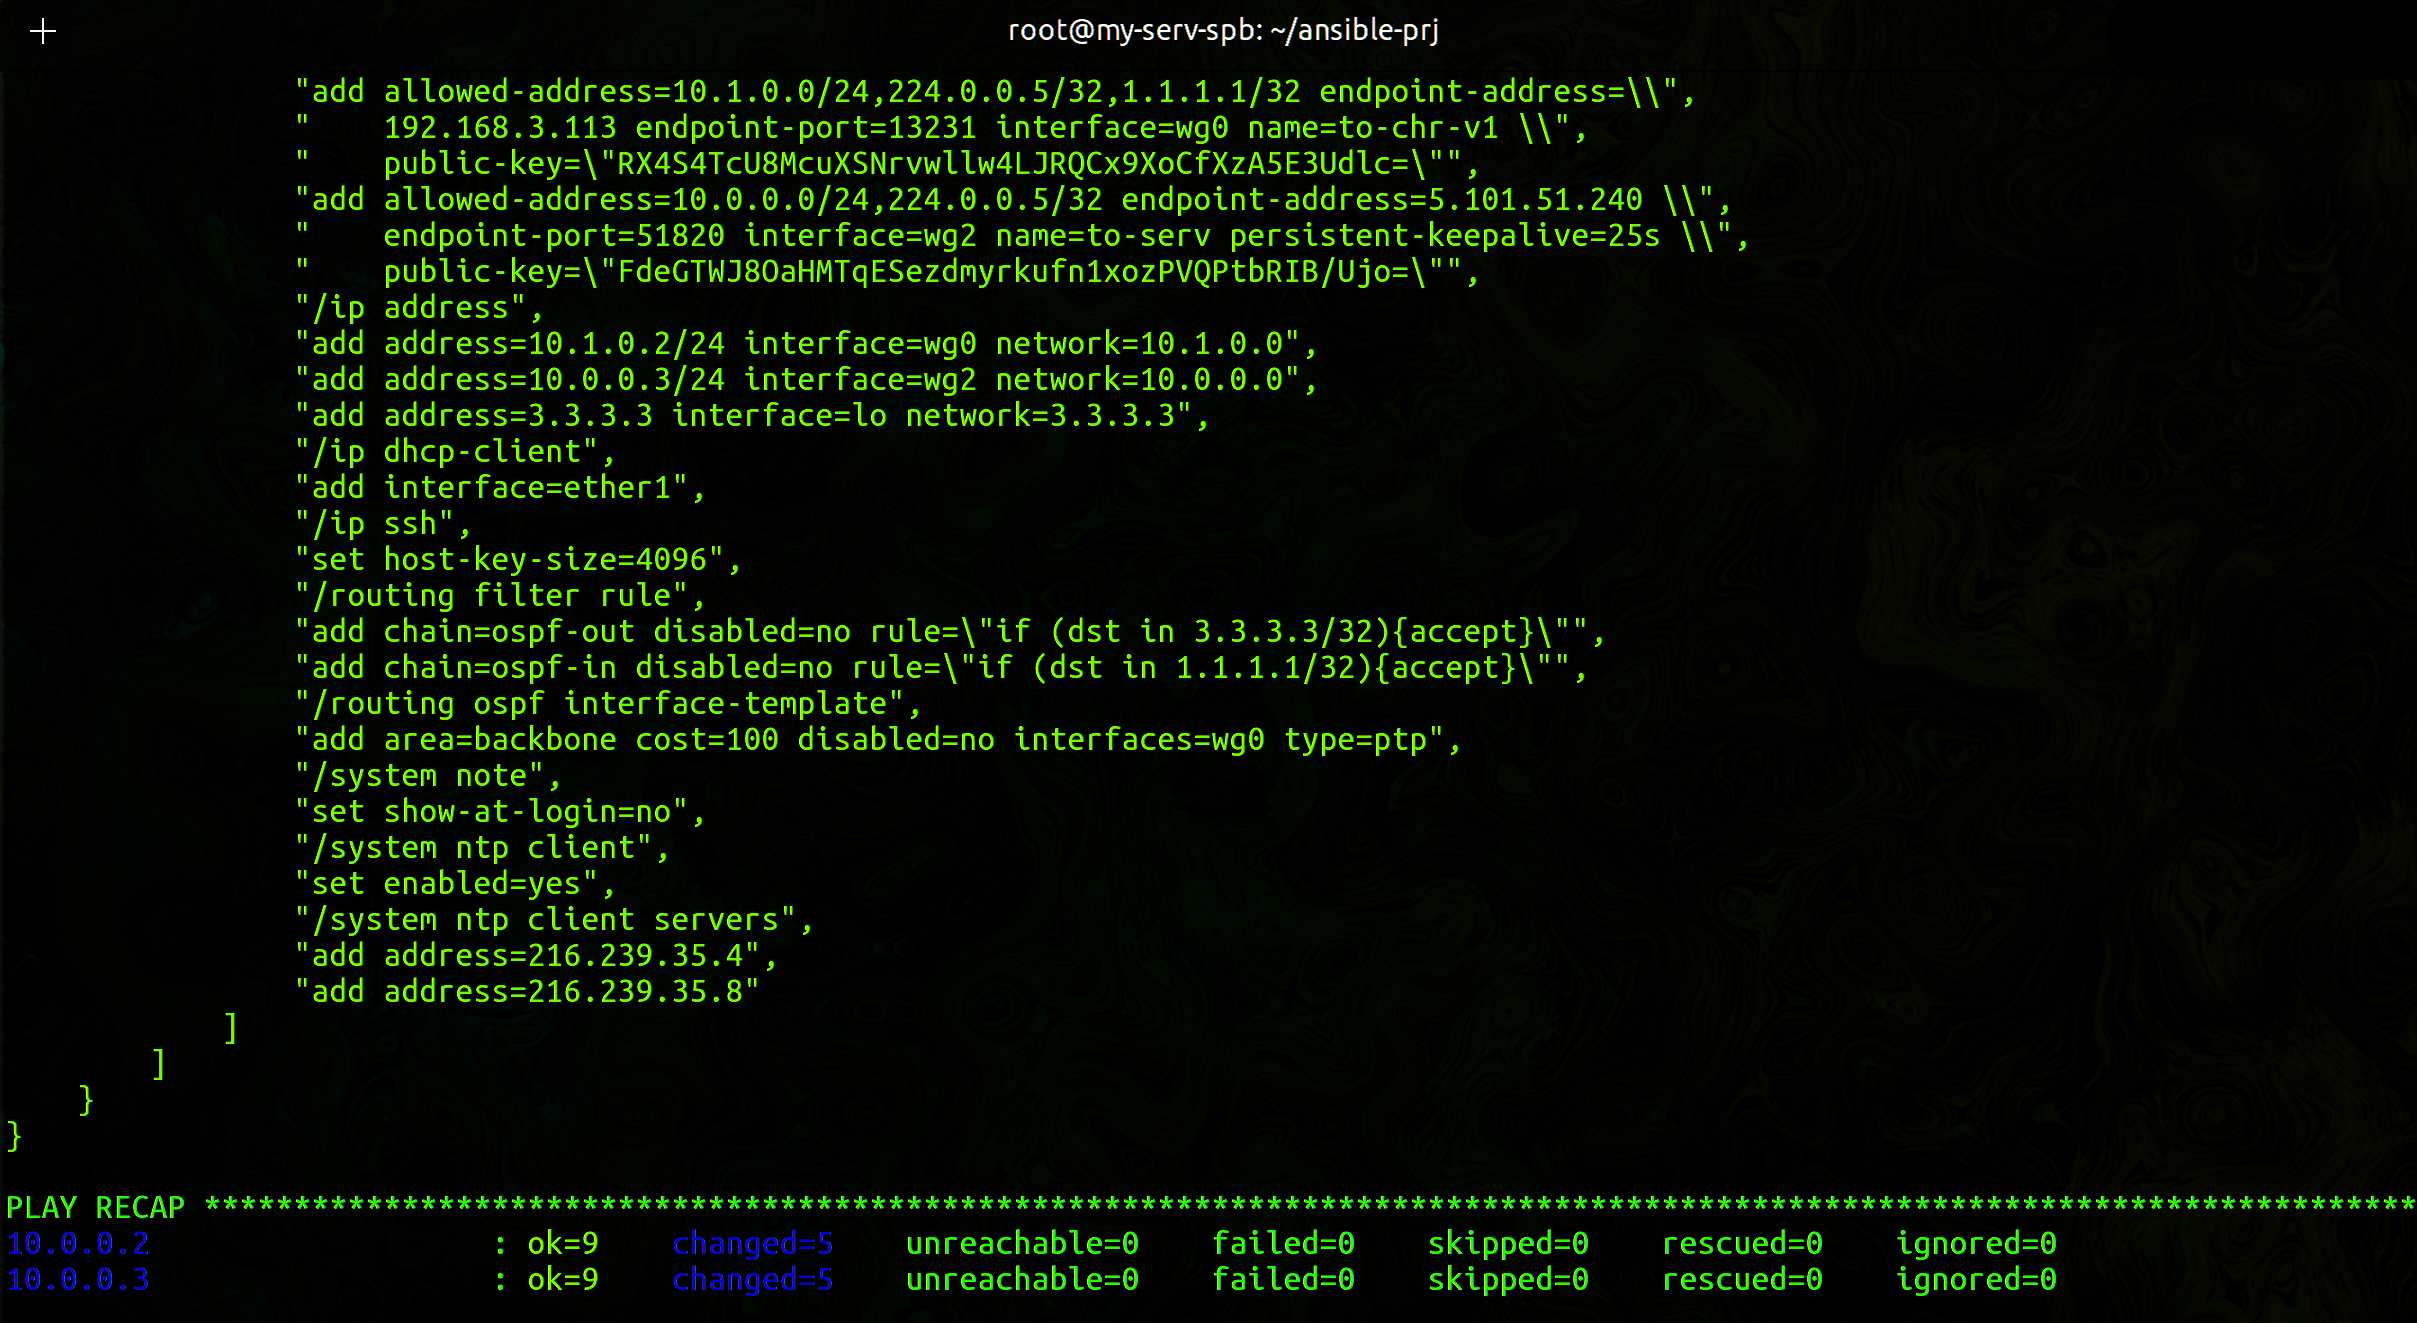 + root@my-serv-spb: ~/ansible-prj
"add allowed-address=10.1.0.0/24,224.0.0.5/32,1.1.1.1/32 endpoint-address=\\",
"    192.168.3.113 endpoint-port=13231 interface=wg0 name=to-chr-v1 \\",
"    public-key=\"RX4S4TcU8McuXSNrvwllw4LJRQCx9XoCfXzA5E3Udlc=\"",
"add allowed-address=10.0.0.0/24,224.0.0.5/32 endpoint-address=5.101.51.240 \\",
"    endpoint-port=51820 interface=wg2 name=to-serv persistent-keepalive=25s \\",
"    public-key=\"FdeGTWJ8OaHMTqESezdmyrkufn1xozPVQPtbRIB/Ujo=\"",
"/ip address",
"add address=10.1.0.2/24 interface=wg0 network=10.1.0.0",
"add address=10.0.0.3/24 interface=wg2 network=10.0.0.0",
"add address=3.3.3.3 interface=lo network=3.3.3.3",
"/ip dhcp-client",
"add interface=ether1",
"/ip ssh",
"set host-key-size=4096",
"/routing filter rule",
"add chain=ospf-out disabled=no rule=\"if (dst in 3.3.3.3/32){accept}\"",
"add chain=ospf-in disabled=no rule=\"if (dst in 1.1.1.1/32){accept}\"",
"/routing ospf interface-template",
"add area=backbone cost=100 disabled=no interfaces=wg0 type=ptp",
"/system note",
"set show-at-login=no",
"/system ntp client",
"set enabled=yes",
"/system ntp client servers",
"add address=216.239.35.4",
"add address=216.239.35.8"
]
]
}
}
PLAY RECAP ***************************************************************************************************************************
10.0.0.2                   : ok=9    changed=5    unreachable=0    failed=0    skipped=0    rescued=0    ignored=0
10.0.0.3                   : ok=9    changed=5    unreachable=0    failed=0    skipped=0    rescued=0    ignored=0